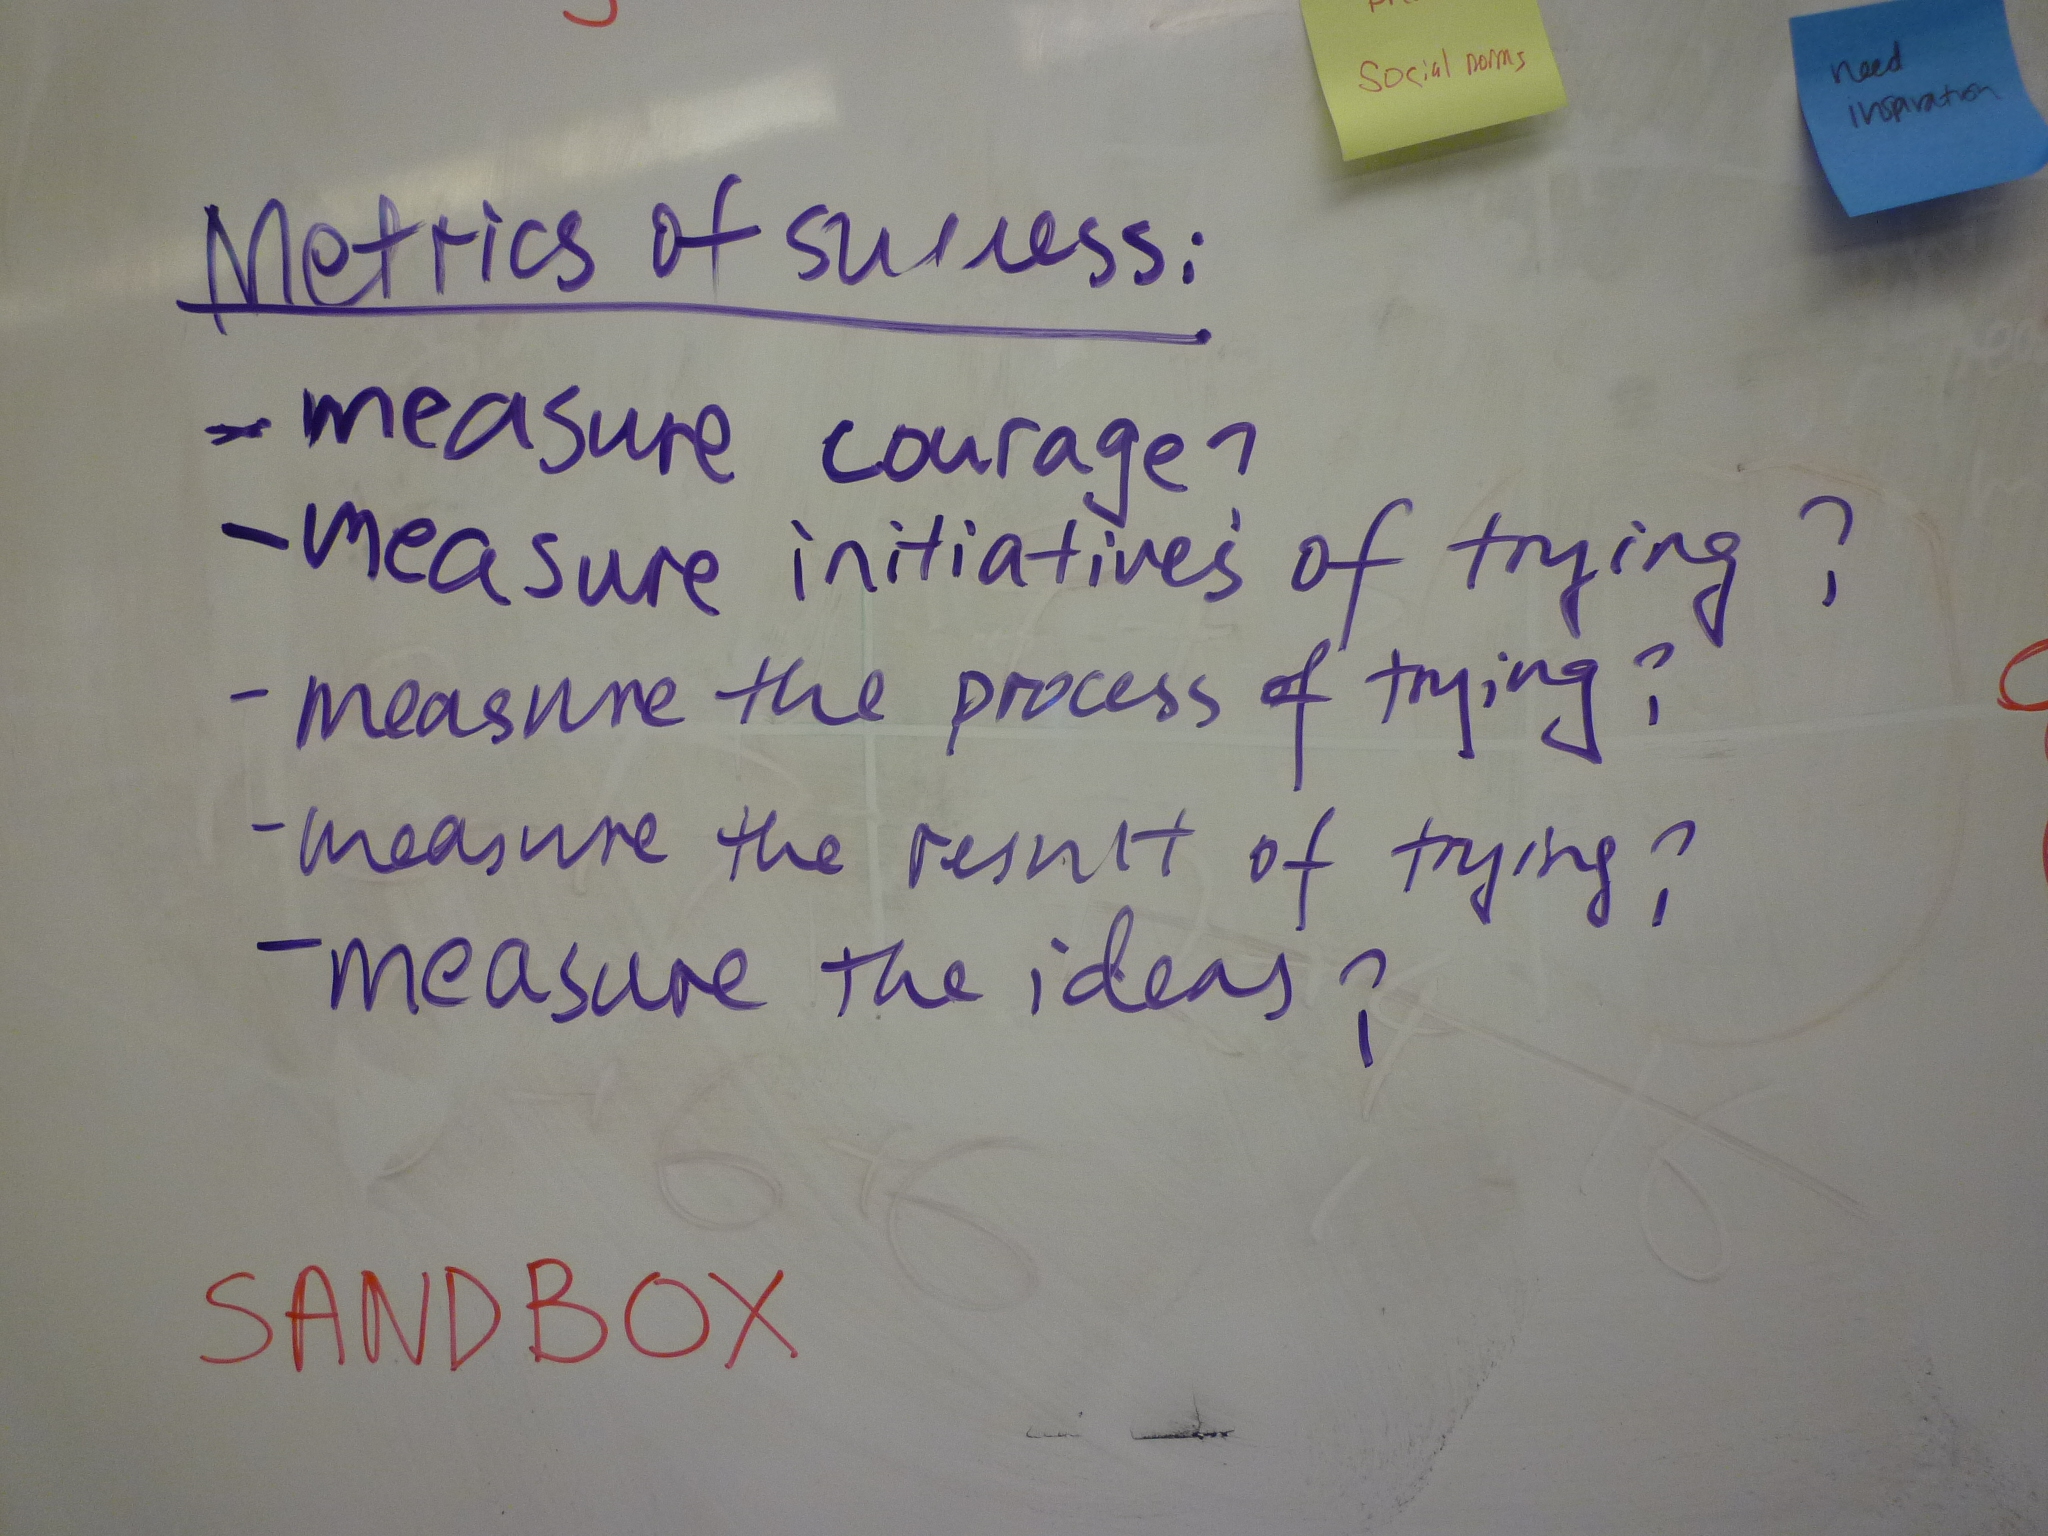 Social norms
need
inspiration
Metrics of success:
- measure courage?
- measure initiatives of trying?
- measure the process of trying?
- measure the result of trying?
- measure the ideas?
SANDBOX